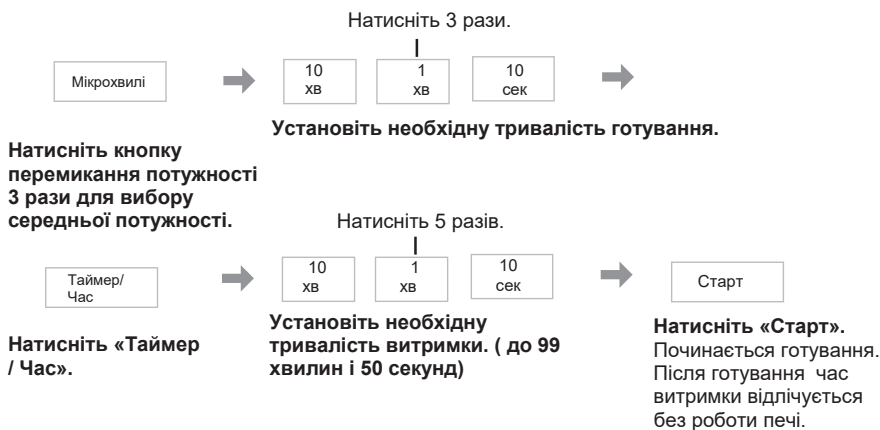 Натисніть 3 рази.
Мікрохвилі
10
хв
1
хв
10
сек
Установіть необхідну тривалість готування.
Натисніть кнопку
перемикання потужності
3 рази для вибору
середньої потужності.
Натисніть 5 разів.
Таймер/
Час
10
хв
1
хв
10
сек
Старт
Натисніть «Таймер
/ Час».
Установіть необхідну
тривалість витримки. ( до 99
хвилин і 50 секунд)
Натисніть «Старт».
Починається готування.
Після готування час
витримки відлічується
без роботи печі.